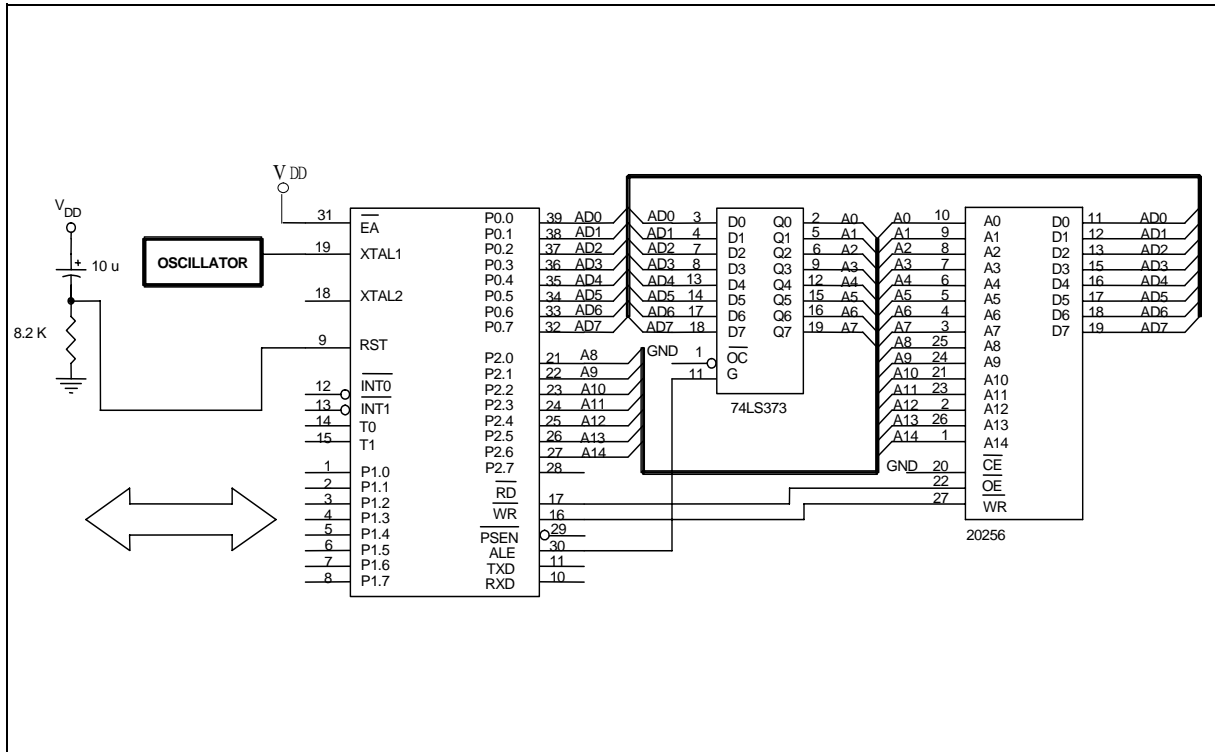 V DD
VDD
10 u
8.2 K
OSCILLATOR
31 EA
19 XTAL1
18 XTAL2
9 RST
12 INT0
13 INT1
14 T0
15 T1
1 P1.0
2 P1.1
3 P1.2
4 P1.3
5 P1.4
6 P1.5
7 P1.6
8 P1.7
P0.0 39 AD0
P0.1 38 AD1
P0.2 37 AD2
P0.3 36 AD3
P0.4 35 AD4
P0.5 34 AD5
P0.6 33 AD6
P0.7 32 AD7
P2.0 21 A8
P2.1 22 A9
P2.2 23 A10
P2.3 24 A11
P2.4 25 A12
P2.5 26 A13
P2.6 27 A14
P2.7 28
RD 17
WR 16
PSEN 29
ALE 30
TXD 11
RXD 10
AD0 3 D0 Q0 2 A0
AD1 4 D1 Q1 5 A1
AD2 7 D2 Q2 6 A2
AD3 8 D3 Q3 9 A3
AD4 13 D4 Q4 12 A4
AD5 14 D5 Q5 15 A5
AD6 17 D6 Q6 16 A6
AD7 18 D7 Q7 19 A7
GND 1 OC
11 G
74LS373
A0 10 A0 D0 11 AD0
A1 9 A1 D1 12 AD1
A2 8 A2 D2 13 AD2
A3 7 A3 D3 15 AD3
A4 6 A4 D4 16 AD4
A5 5 A5 D5 17 AD5
A6 4 A6 D6 18 AD6
A7 3 A7 D7 19 AD7
A8 25 A8
A9 24 A9
A10 21 A10
A11 23 A11
A12 2 A12
A13 26 A13
A14 1 A14
GND 20 CE
22 OE
27 WR
20256